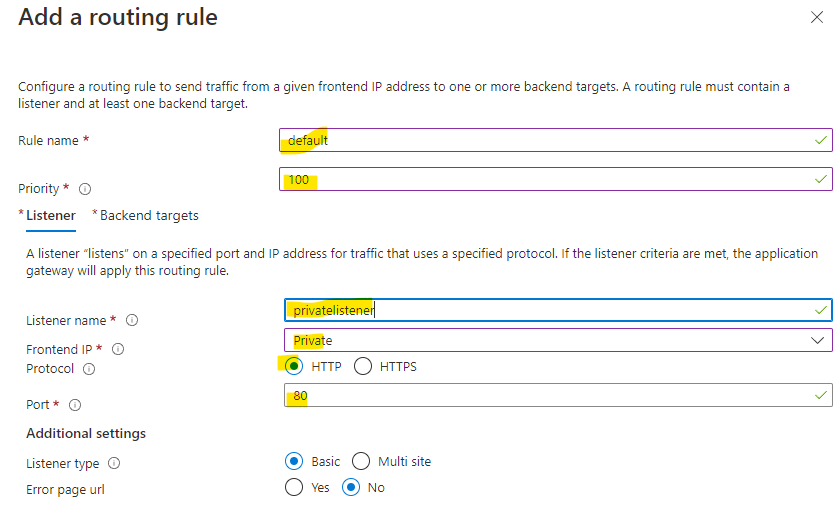 Add a routing rule
Configure a routing rule to send traffic from a given frontend IP address to one or more backend targets. A routing rule must contain a
listener and at least one backend target.
Rule name * default
Priority * 100
* Listener * Backend targets
A listener “listens” on a specified port and IP address for traffic that uses a specified protocol. If the listener criteria are met, the application
gateway will apply this routing rule.
Listener name * privatelistener
Frontend IP * Private
Protocol HTTP HTTPS
Port * 80
Additional settings
Listener type Basic Multi site
Error page url Yes No